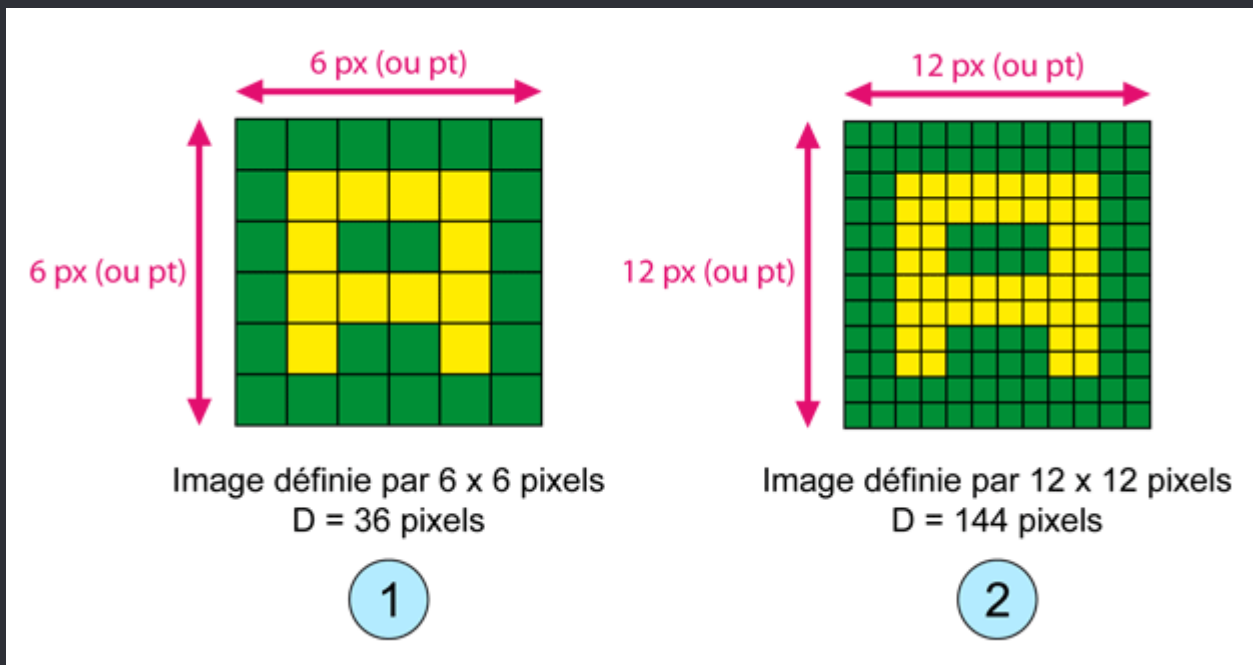 6 px (ou pt)
6 px (ou pt)
Image définie par 6 x 6 pixels
D = 36 pixels
1
12 px (ou pt)
12 px (ou pt)
Image définie par 12 x 12 pixels
D = 144 pixels
2